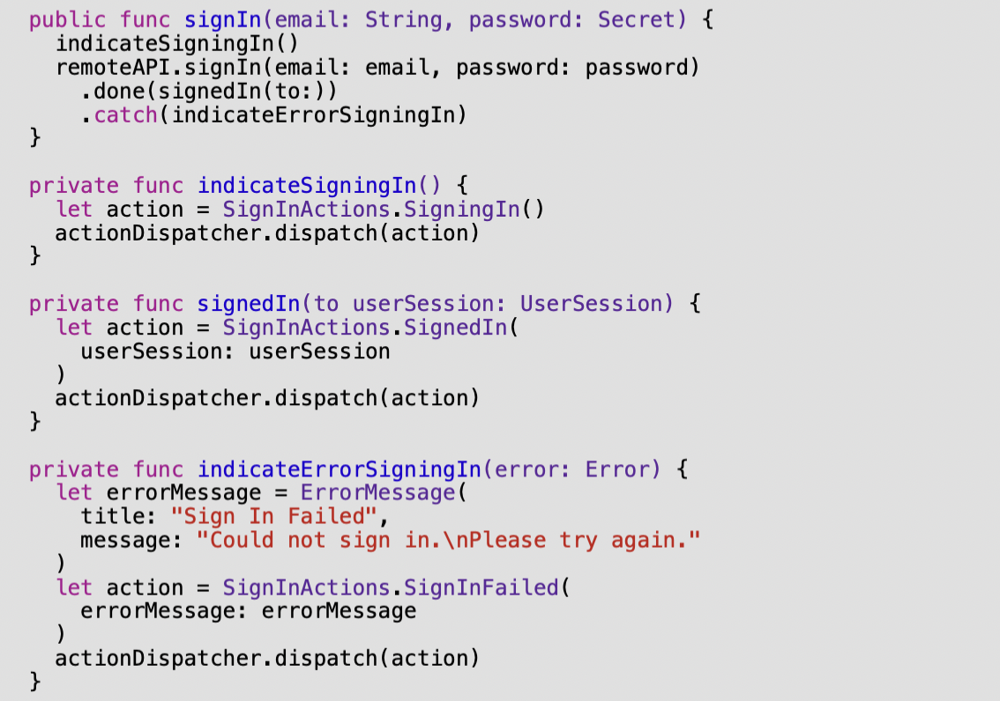 public func signIn(email: String, password: Secret) {
  indicateSigningIn()
  remoteAPI.signIn(email: email, password: password)
    .done(signedIn(to:))
    .catch(indicateErrorSigningIn)
}

private func indicateSigningIn() {
  let action = SignInActions.SigningIn()
  actionDispatcher.dispatch(action)
}

private func signedIn(to userSession: UserSession) {
  let action = SignInActions.SignedIn(
    userSession: userSession
  )
  actionDispatcher.dispatch(action)
}

private func indicateErrorSigningIn(error: Error) {
  let errorMessage = ErrorMessage(
    title: "Sign In Failed",
    message: "Could not sign in.\nPlease try again."
  )
  let action = SignInActions.SignInFailed(
    errorMessage: errorMessage
  )
  actionDispatcher.dispatch(action)
}